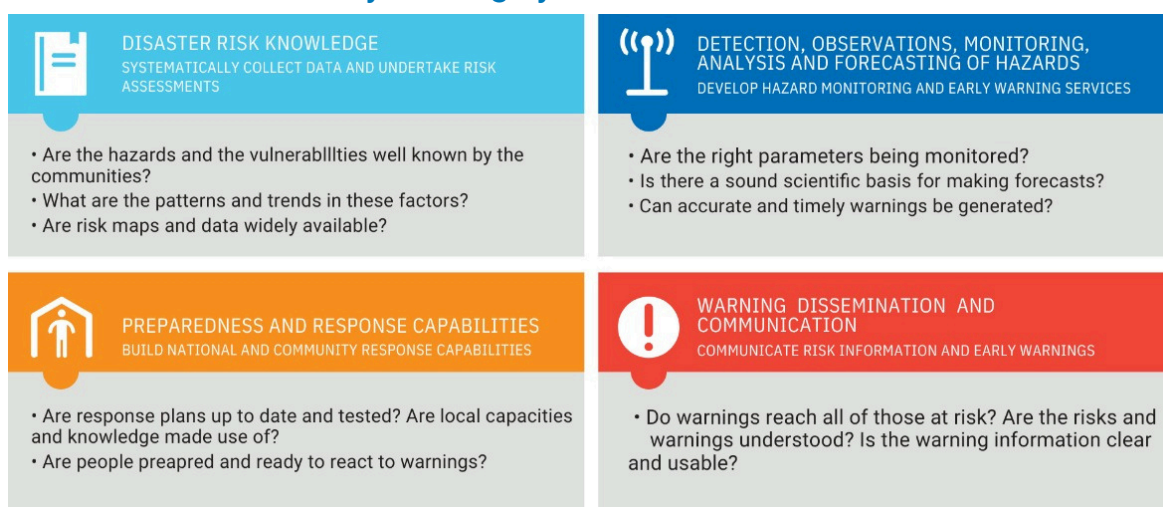 DISASTER RISK KNOWLEDGE
SYSTEMATICALLY COLLECT DATA AND UNDERTAKE RISK
ASSESSMENTS
• Are the hazards and the vulnerablllties well known by the
communities?
• What are the patterns and trends in these factors?
• Are risk maps and data widely available?
DETECTION, OBSERVATIONS, MONITORING,
ANALYSIS AND FORECASTING OF HAZARDS
DEVELOP HAZARD MONITORING AND EARLY WARNING SERVICES
• Are the right parameters being monitored?
• Is there a sound scientific basis for making forecasts?
• Can accurate and timely warnings be generated?
PREPAREDNESS AND RESPONSE CAPABILITIES
BUILD NATIONAL AND COMMUNITY RESPONSE CAPABILITIES
• Are response plans up to date and tested? Are local capacities
and knowledge made use of?
• Are people preapred and ready to react to warnings?
WARNING DISSEMINATION AND
COMMUNICATION
COMMUNICATE RISK INFORMATION AND EARLY WARNINGS
• Do warnings reach all of those at risk? Are the risks and
warnings understood? Is the warning information clear
and usable?